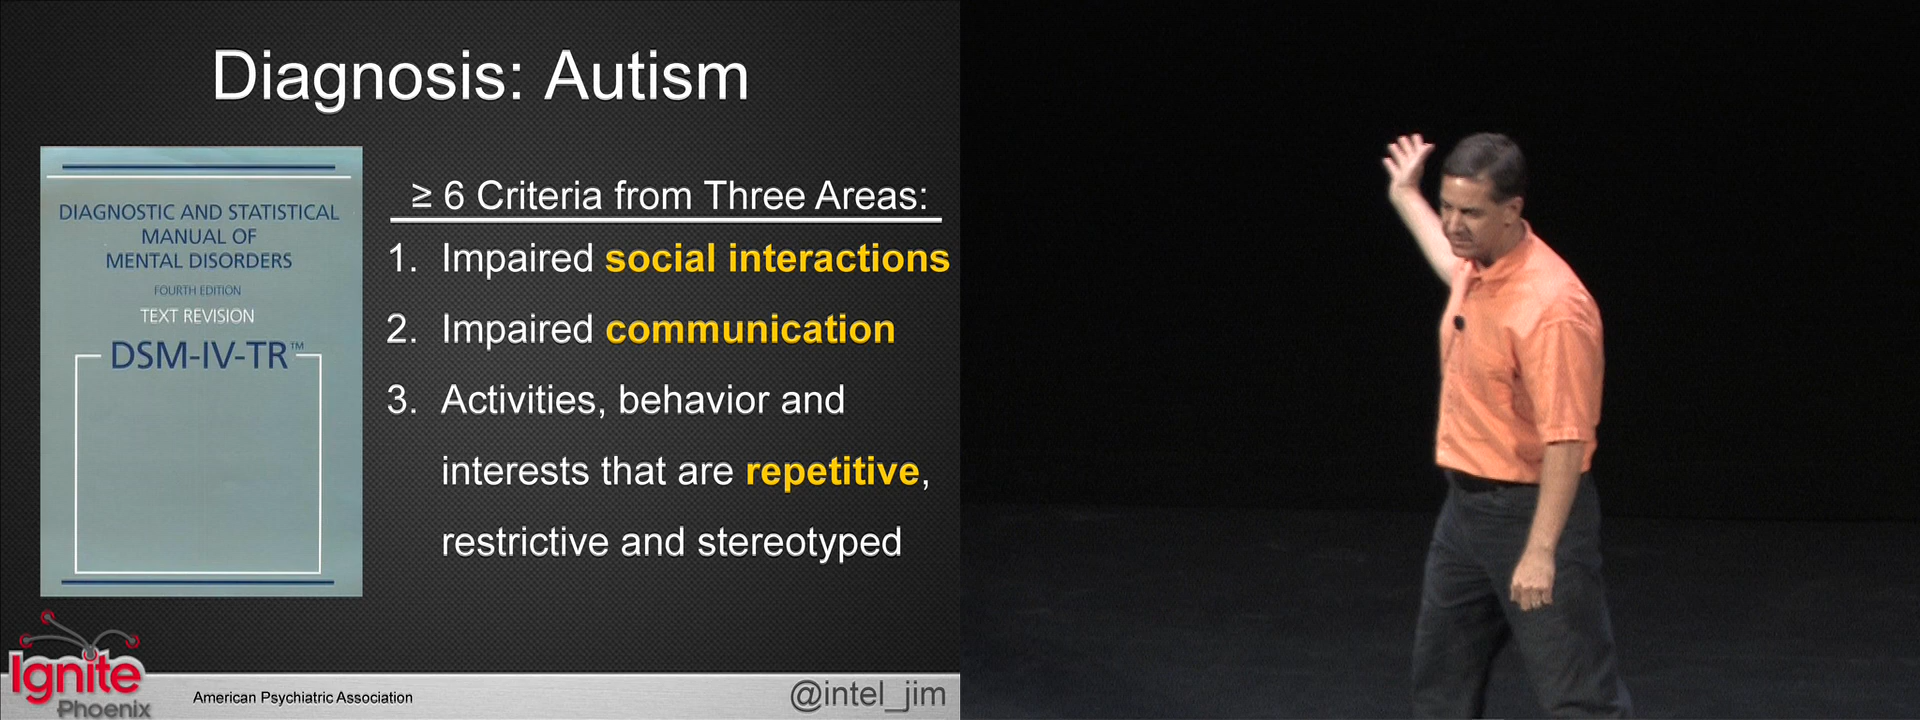 Diagnosis: Autism
DIAGNOSTIC AND STATISTICAL
MANUAL OF
MENTAL DISORDERS
FOURTH EDITION
TEXT REVISION
DSM-IV-TR™
≥ 6 Criteria from Three Areas:
1. Impaired social interactions
2. Impaired communication
3. Activities, behavior and
interests that are repetitive,
restrictive and stereotyped
Ignite
Phoenix
American Psychiatric Association
@intel_jim